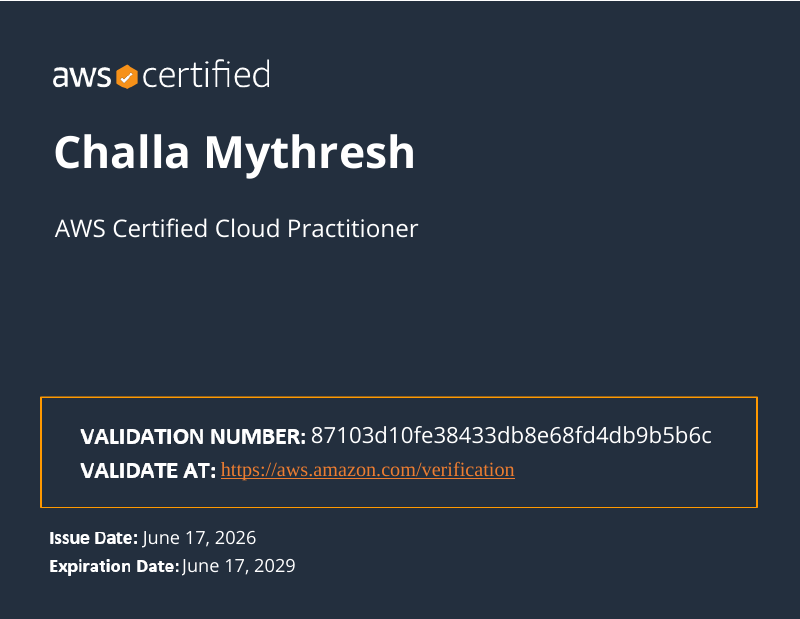 aws certified
Challa Mythresh
AWS Certified Cloud Practitioner
VALIDATION NUMBER: 87103d10fe38433db8e68fd4db9b5b6c
VALIDATE AT: https://aws.amazon.com/verification
Issue Date: June 17, 2026
Expiration Date: June 17, 2029